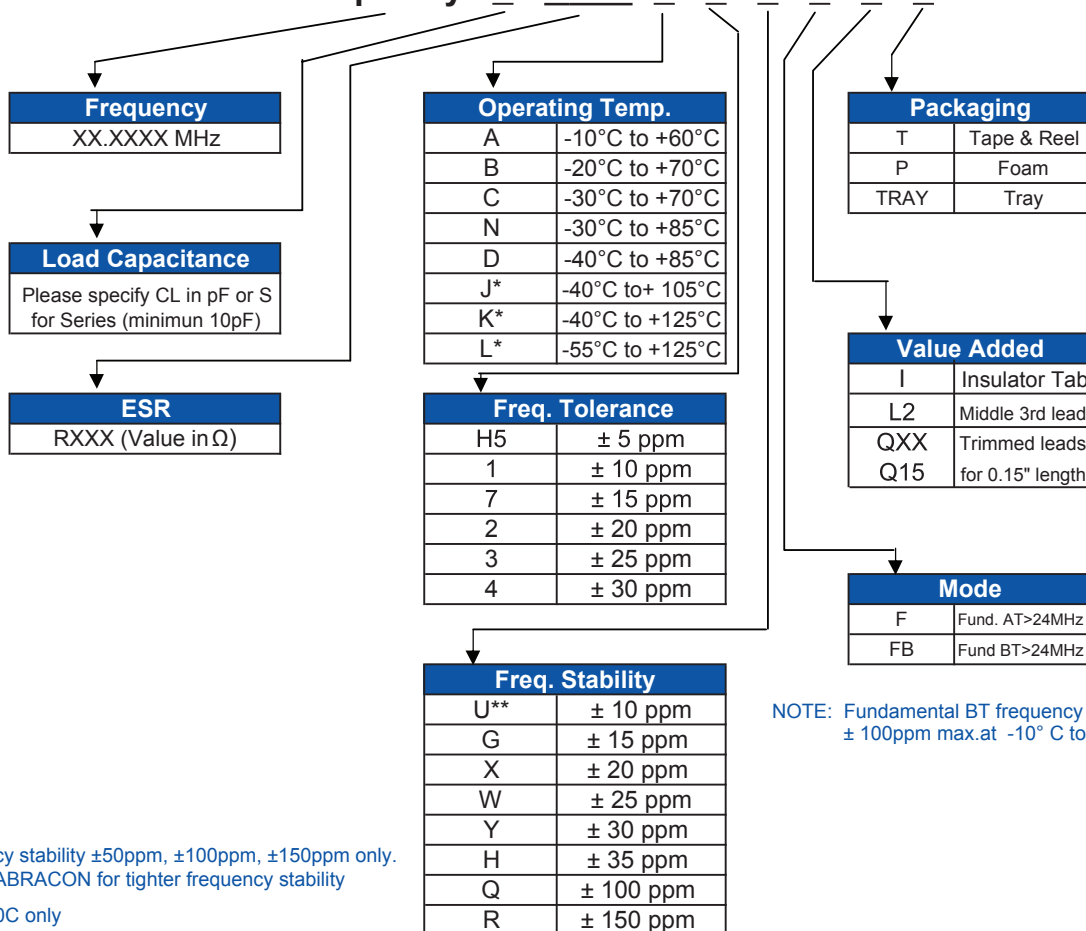 Frequency
XX.XXXX MHz
Load Capacitance
Please specify CL in pF or S
for Series (minimun 10pF)
ESR
RXXX (Value in Ω)
Operating Temp.
A -10°C to +60°C
B -20°C to +70°C
C -30°C to +70°C
N -30°C to +85°C
D -40°C to +85°C
J* -40°C to+ 105°C
K* -40°C to +125°C
L* -55°C to +125°C
Freq. Tolerance
H5 ± 5 ppm
1 ± 10 ppm
7 ± 15 ppm
2 ± 20 ppm
3 ± 25 ppm
4 ± 30 ppm
Freq. Stability
U** ± 10 ppm
G ± 15 ppm
X ± 20 ppm
W ± 25 ppm
Y ± 30 ppm
H ± 35 ppm
Q ± 100 ppm
R ± 150 ppm
Packaging
T Tape & Reel
P Foam
TRAY Tray
Value Added
I Insulator Tab
L2 Middle 3rd lead
QXX Trimmed leads
Q15 for 0.15" length
Mode
F Fund. AT>24MHz
FB Fund BT>24MHz
NOTE: Fundamental BT frequency
± 100ppm max.at -10° C to
cy stability ±50ppm, ±100ppm, ±150ppm only.
ABRACON for tighter frequency stability
0C only